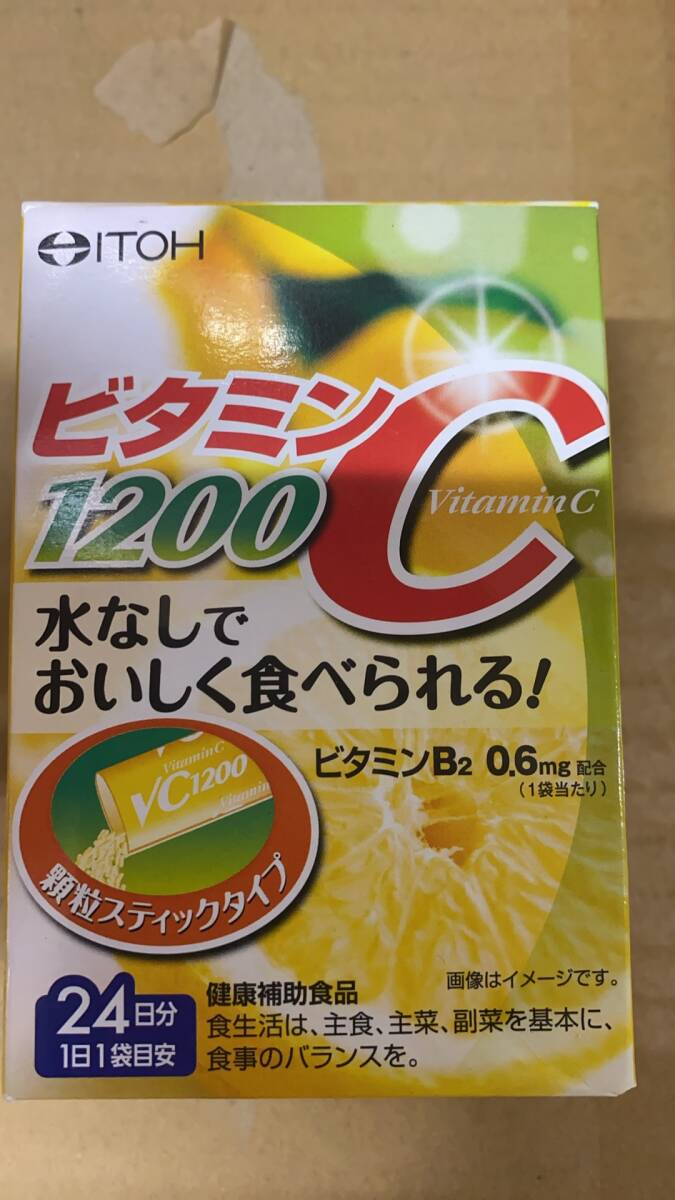 ITOH
ビタミンC
1200
VitaminC
水なしで
おいしく食べられる!
ビタミンB2 0.6mg 配合
(1袋当たり)
VitaminC
VC1200
Vitamin
顆粒スティックタイプ
画像はイメージです。
24日分
1日1袋目安
健康補助食品
食生活は、主食、主菜、副菜を基本に、
食事のバランスを。